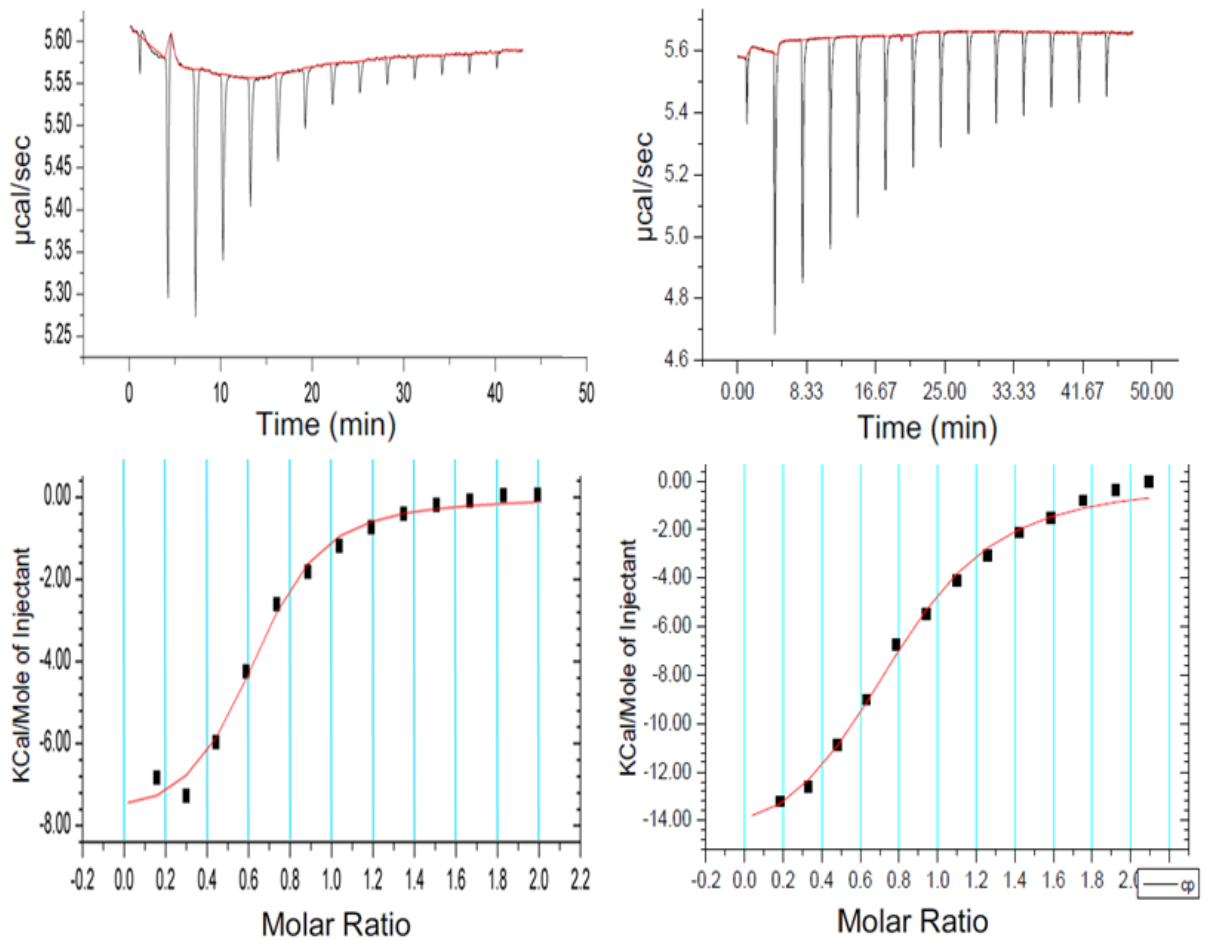 5.60
5.55
5.50
5.45
5.40
5.35
5.30
5.25
µcal/sec
0 10 20 30 40 50
Time (min)
5.6
5.4
5.2
5.0
4.8
4.6
µcal/sec
0.00 8.33 16.67 25.00 33.33 41.67 50.00
Time (min)
0.00
-2.00
-4.00
-6.00
-8.00
KCal/Mole of Injectant
-0.2 0.0 0.2 0.4 0.6 0.8 1.0 1.2 1.4 1.6 1.8 2.0 2.2
Molar Ratio
0.00
-2.00
-4.00
-6.00
-8.00
-10.00
-12.00
-14.00
KCal/Mole of Injectant
-0.2 0.0 0.2 0.4 0.6 0.8 1.0 1.2 1.4 1.6 1.8 2.0
cp
Molar Ratio